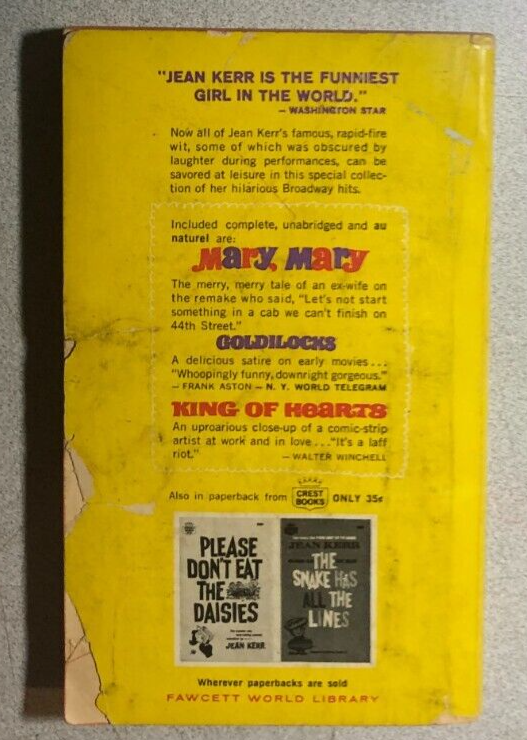 "JEAN KERR IS THE FUNNIEST
GIRL IN THE WORLD."
— WASHINGTON STAR
Now all of Jean Kerr's famous, rapid-fire
wit, some of which was obscured by
laughter during performances, can be
savored at leisure in this special collec-
tion of her hilarious Broadway hits.
Included complete, unabridged and au
naturel are:
Mary, Mary
The merry, merry tale of an ex-wife on
the remake who said, "Let's not start
something in a cab we can't finish on
44th Street."
GOLDILOCKS
A delicious satire on early movies...
"Whoopingly funny, downright gorgeous."
— FRANK ASTON — N. Y. WORLD TELEGRAM
KING OF HEARTS
An uproarious close-up of a comic-strip
artist at work and in love..."It's a laff
riot."
— WALTER WINCHELL
Also in paperback from CREST BOOKS ONLY 35¢
PLEASE
DON'T EAT
THE
DAISIES
JEAN KERR
JEAN KERR
THE
SNAKE HAS
ALL THE
LINES
Wherever paperbacks are sold
FAWCETT WORLD LIBRARY